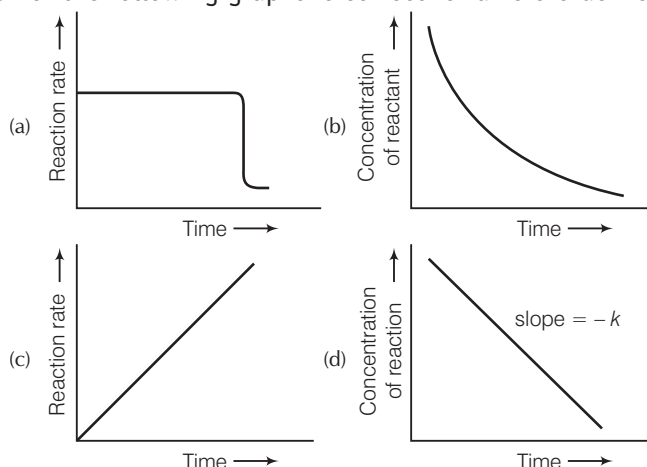 (a)
Reaction rate
Time
(b)
Concentration
of reactant
Time
(c)
Reaction rate
Time
(d)
Concentration
of reaction
slope = – k
Time